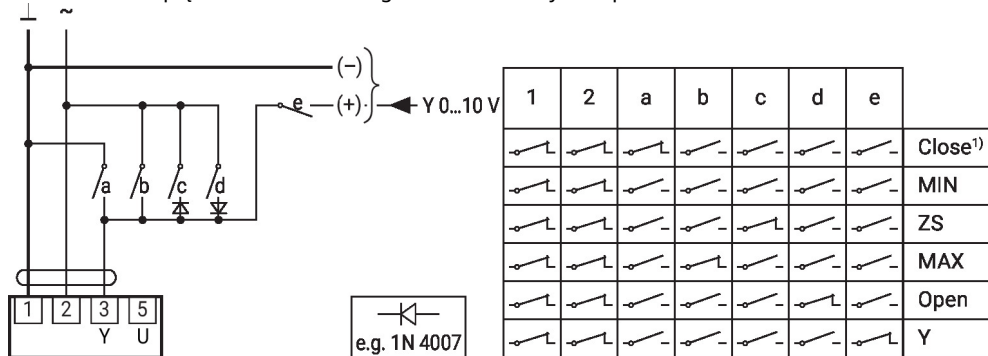 ⊥ ~
(−)
e (+) Y 0...10 V
a b c d
1 2 3 5
Y U
e.g. 1N 4007
1 2 a b c d e
Close1)
MIN
ZS
MAX
Open
Y